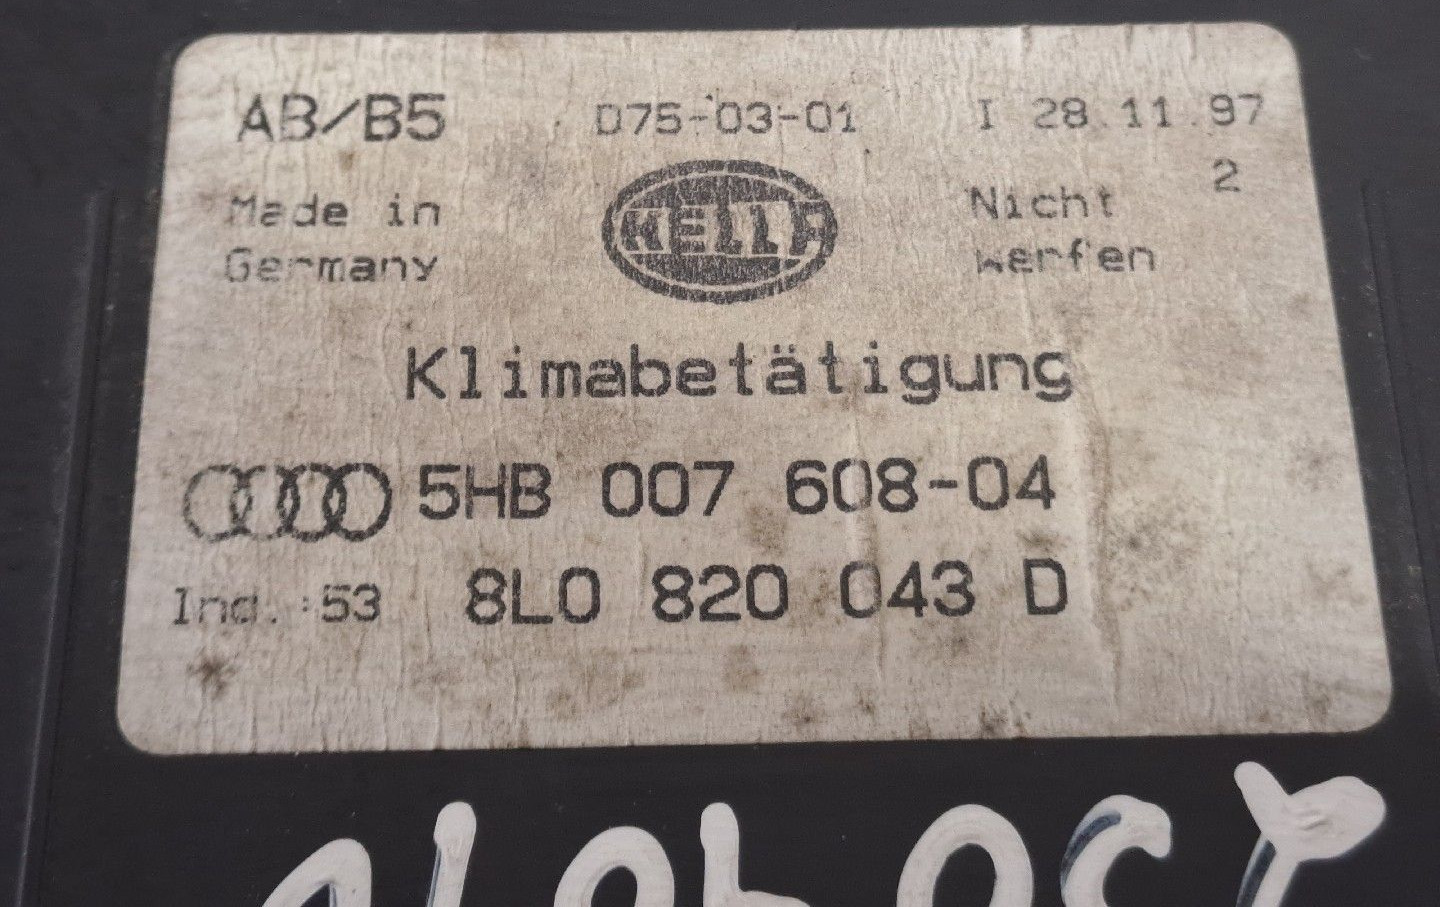 AB/B5 D75-03-01 I 28.11.97
2
Made in Germany
HELLA
Nicht werfen
Klimabetätigung
5HB 007 608-04
Ind.:53 8L0 820 043 D